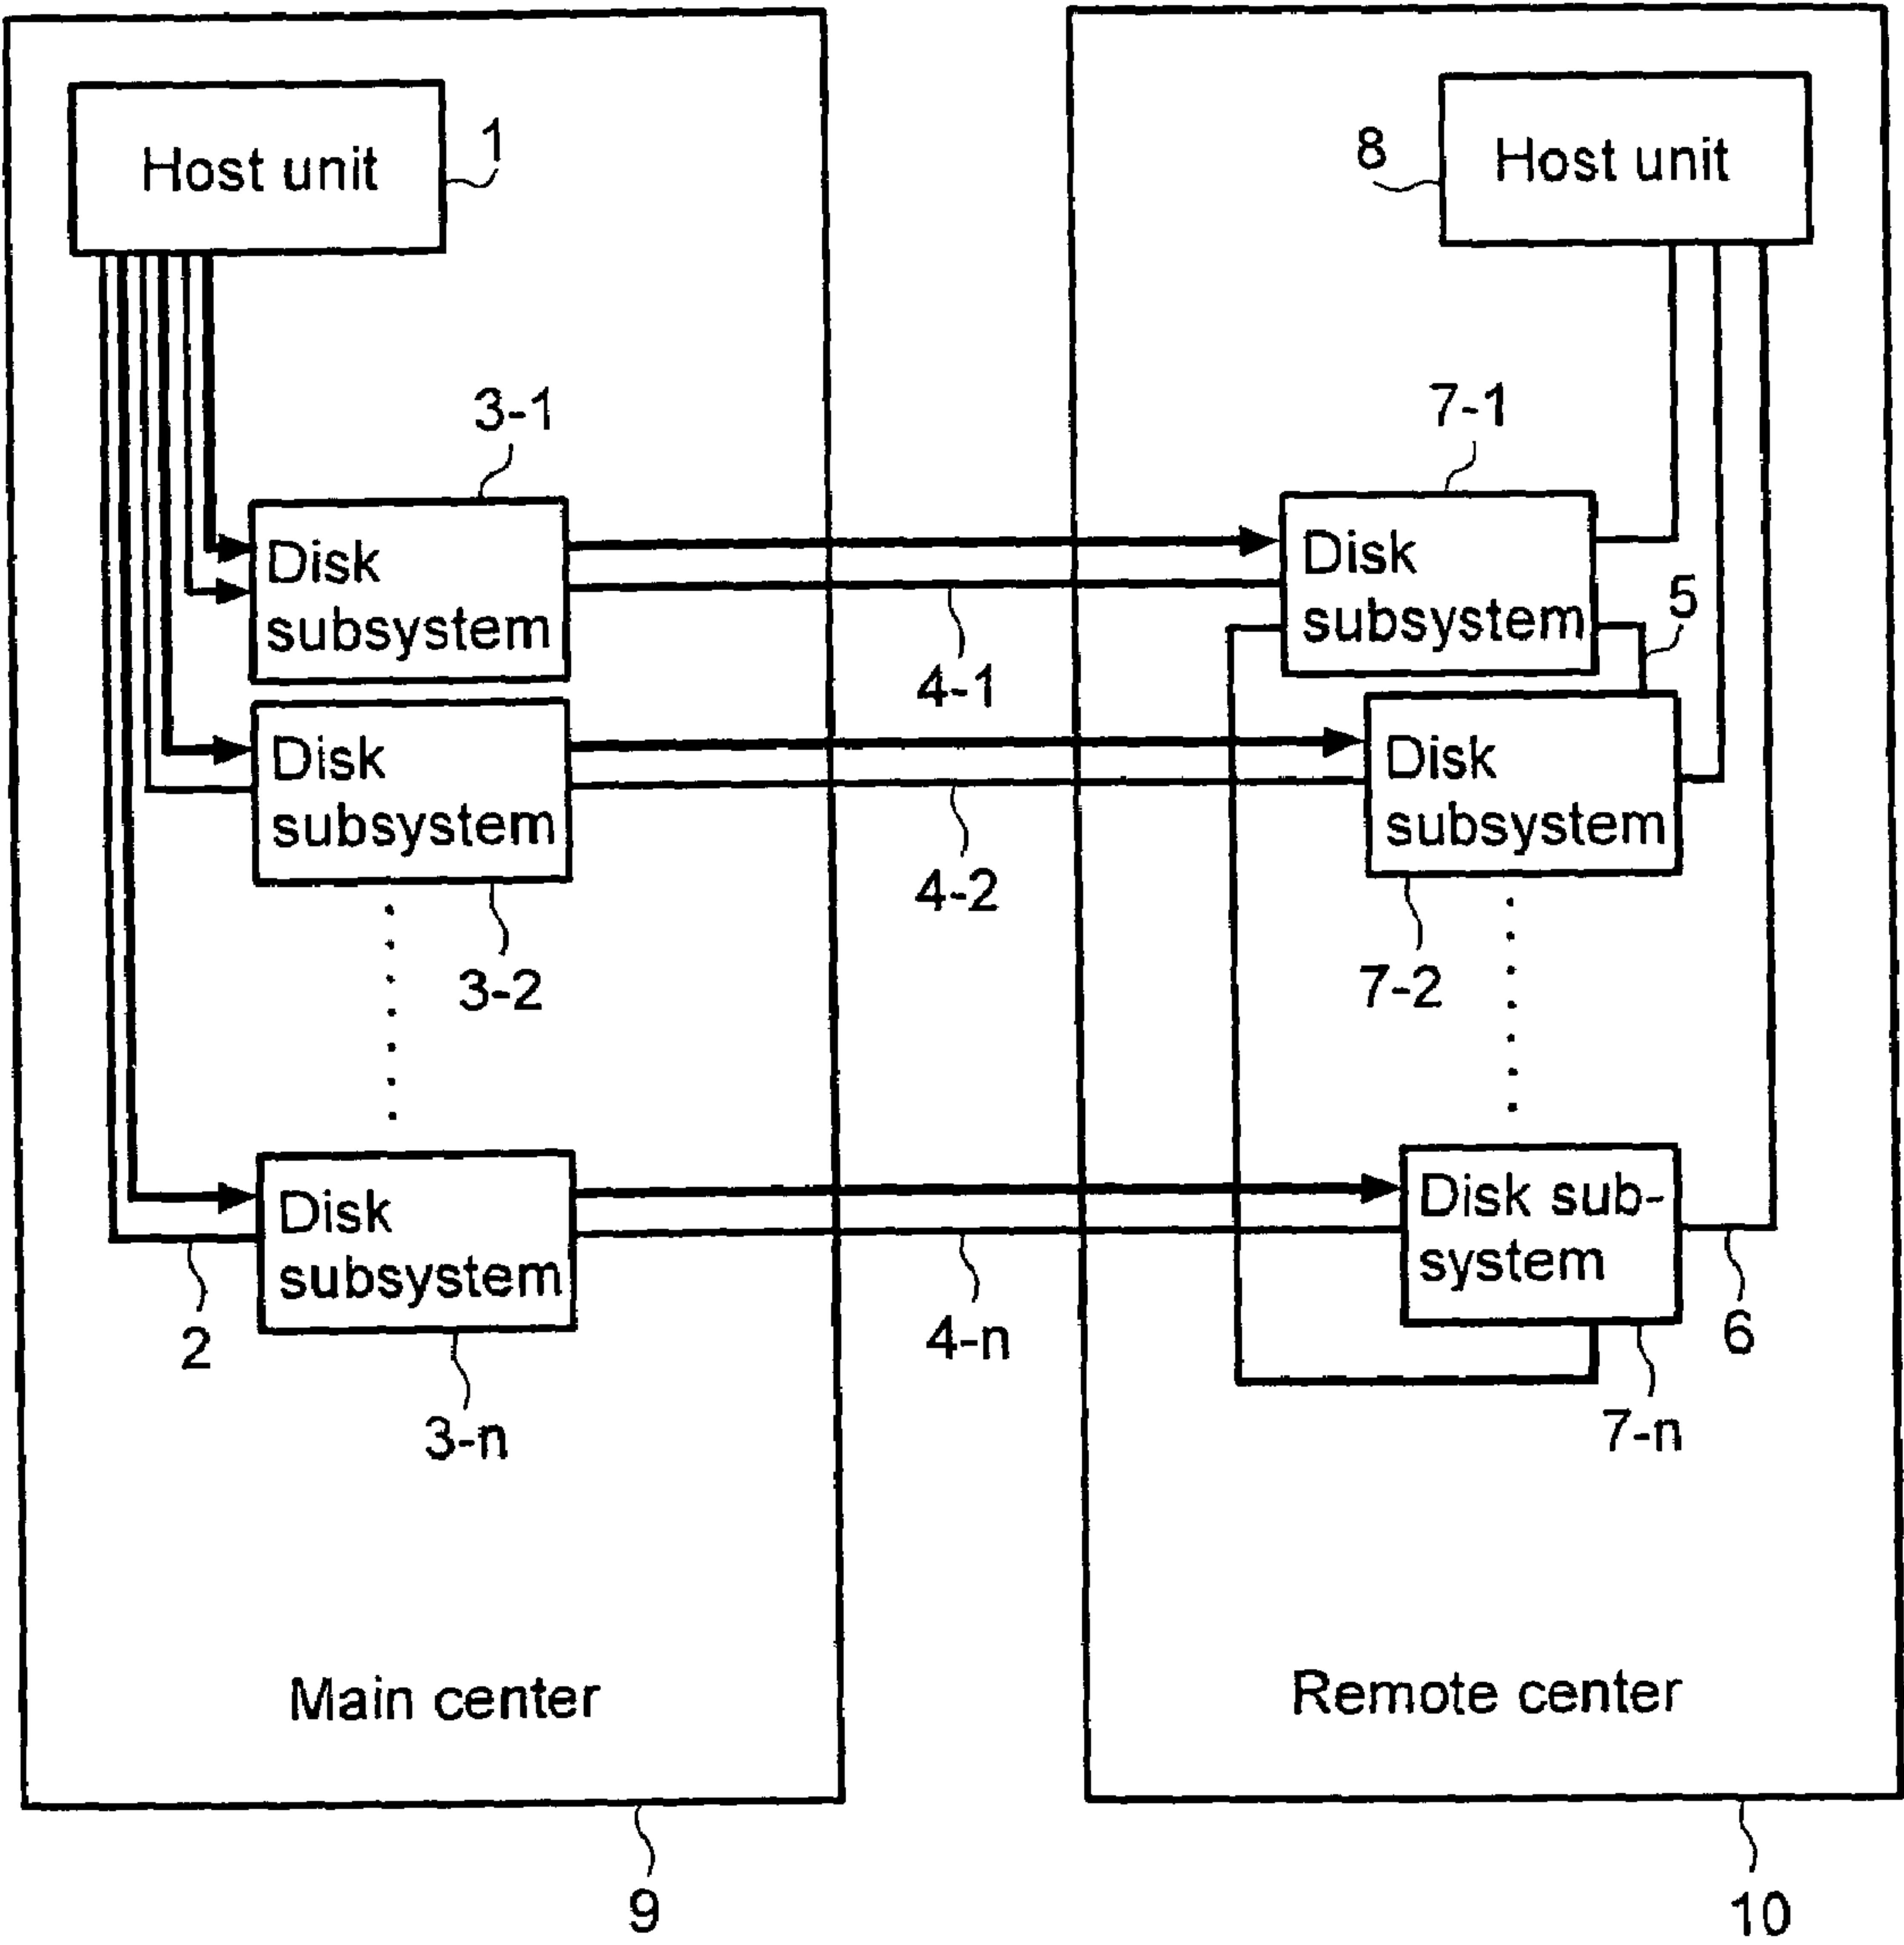 Host unit
1
8
Host unit
3-1
7-1
Disk
subsystem
Disk
subsystem
5
4-1
Disk
subsystem
Disk
subsystem
4-2
3-2
7-2
Disk
subsystem
Disk sub-
system
2
4-n
6
3-n
7-n
Main center
Remote center
9
10